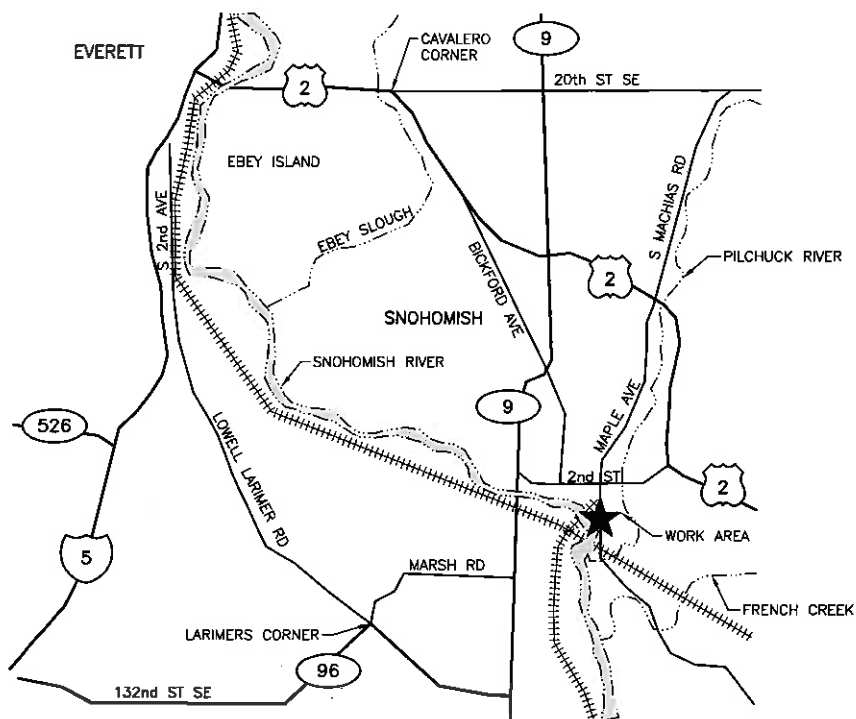 EVERETT
CAVALERO
CORNER
9
2
20th ST SE
EBEY ISLAND
S 2nd AVE
EBEY SLOUGH
S MACHIAS RD
PILCHUCK RIVER
BICKFORD AVE
2
SNOHOMISH
SNOHOMISH RIVER
9
MAPLE AVE
526
LOWELL LARIMER RD
2nd ST
2
WORK AREA
5
MARSH RD
FRENCH CREEK
LARIMERS CORNER
96
132nd ST SE